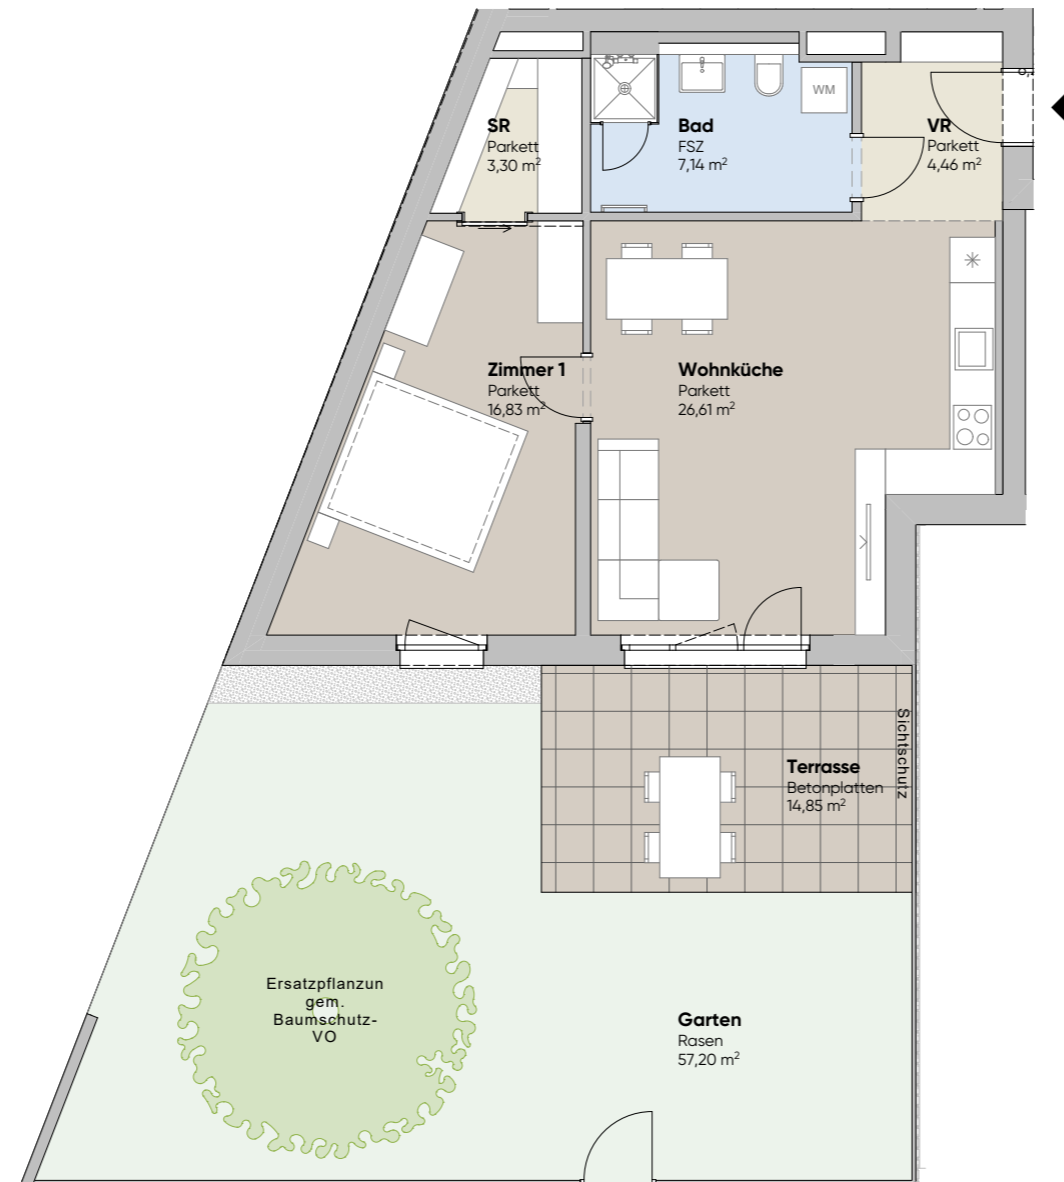 SR
Parkett
3,30 m²
Bad
FSZ
7,14 m²
WM
VR
Parkett
4,46 m²
Zimmer 1
Parkett
16,83 m²
Wohnküche
Parkett
26,61 m²
Terrasse
Betonplatten
14,85 m²
Sichtschutz
Ersatzpflanzun
gem.
Baumschutz-
VO
Garten
Rasen
57,20 m²